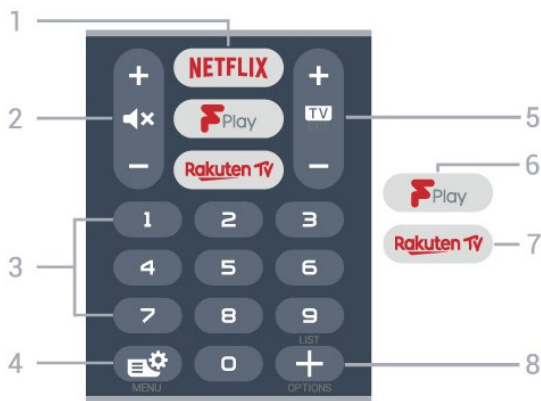 1
NETFLIX
+ +
2
Play
TV
EXIT
5
− Rakuten TV −
6
Play
1 2 3
Rakuten TV
7
3
4 5 6
7 8 9
LIST
4
0
+
8
MENU OPTIONS